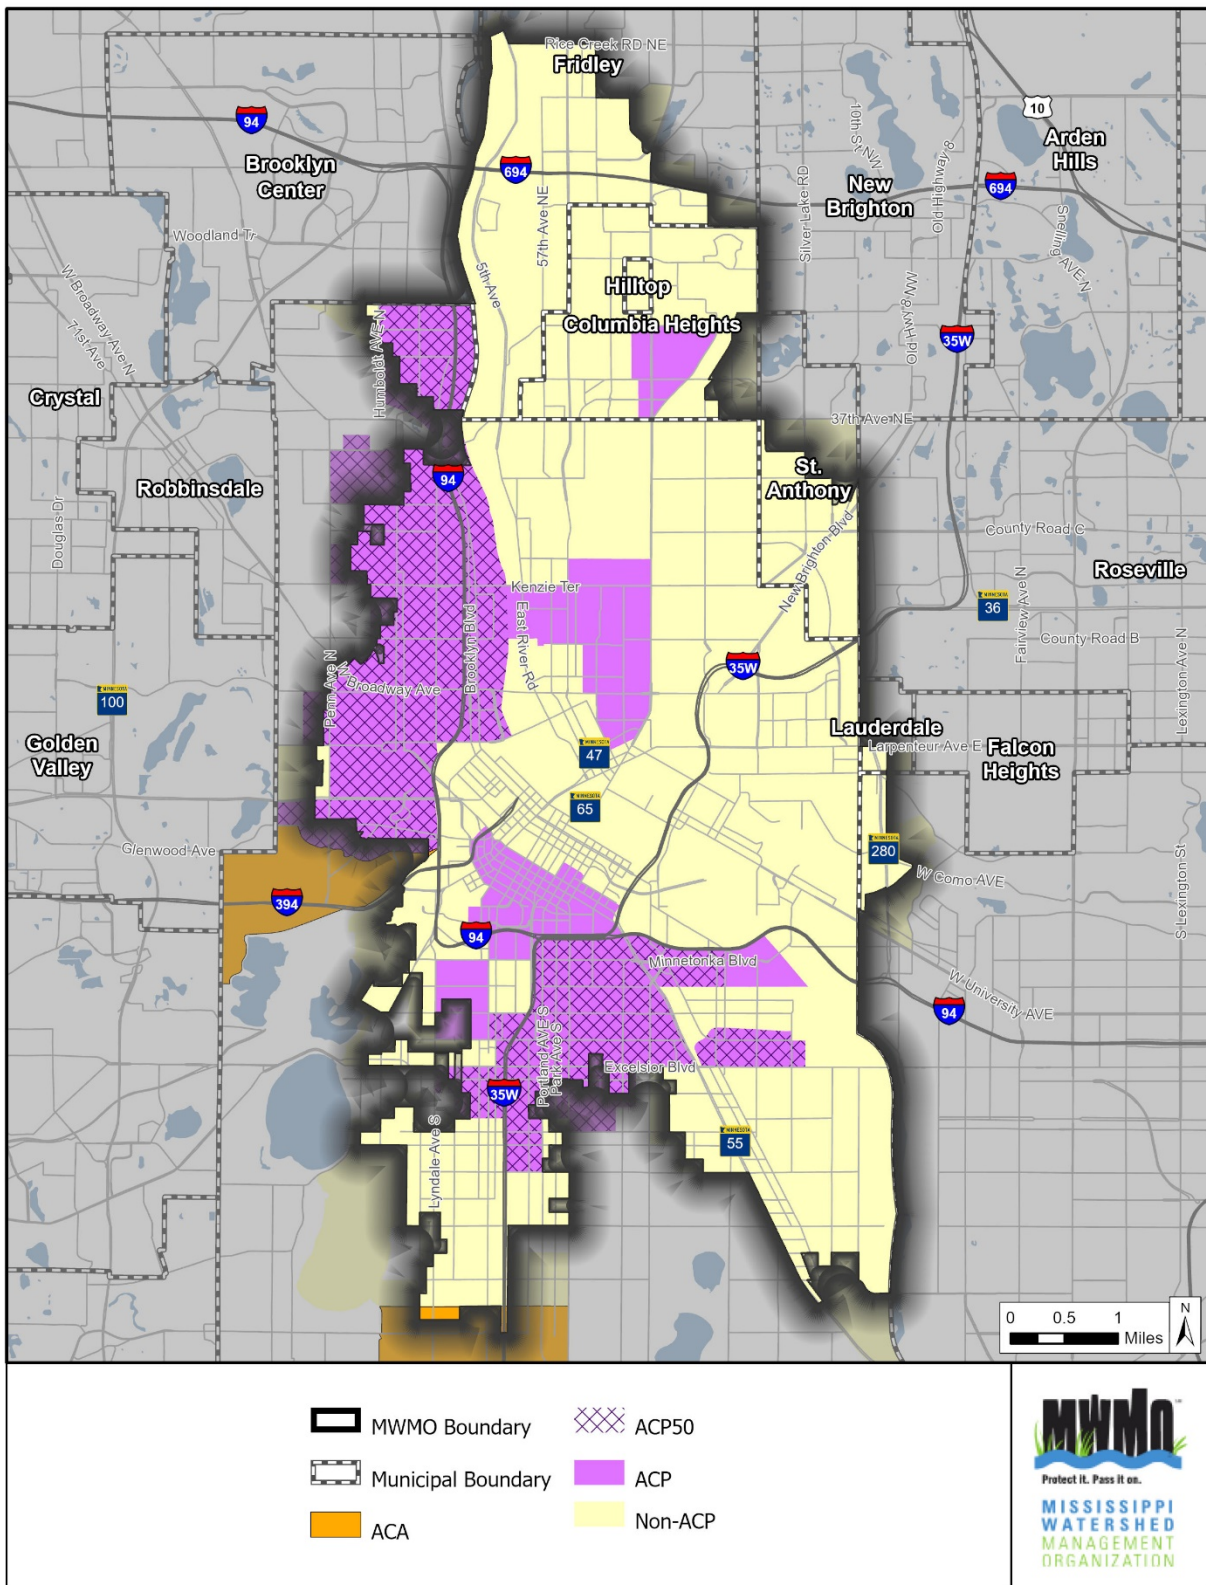 Rice Creek RD NE
Fridley
10
Arden
Hills
94
Brooklyn
Center
694
57th Ave NE
10th St NW
New
Brighton
Old Highway 8
694
Silver Lake RD
Snelling AVE N
Woodland Tr
W Broadway Ave N
71st Ave
5th Ave
Hilltop
Columbia Heights
Old Hwy 8 NW
35W
Humboldt AVE N
Crystal
37th Ave NE
Robbinsdale
94
St.
Anthony
Douglas Dr
New Brighton Blvd
County Road C
Roseville
Kenzie Ter
36
Fairview Ave N
County Road B
Lexington Ave N
East River Rd
Brooklyn Blvd
35W
Penn Ave N
W Broadway Ave
100
Golden
Valley
47
Lauderdale
Larpenteur Ave E
Falcon
Heights
65
Glenwood Ave
280
W Como AVE
S Lexington St
394
94
Minnetonka Blvd
W University AVE
94
Portland AVE S
Park Ave S
Excelsior Blvd
35W
Lyndale Ave S
55
0 0.5 1
Miles
N
MWMO Boundary
Municipal Boundary
ACA
ACP50
ACP
Non-ACP
MWMO
Protect it. Pass it on.
MISSISSIPPI
WATERSHED
MANAGEMENT
ORGANIZATION